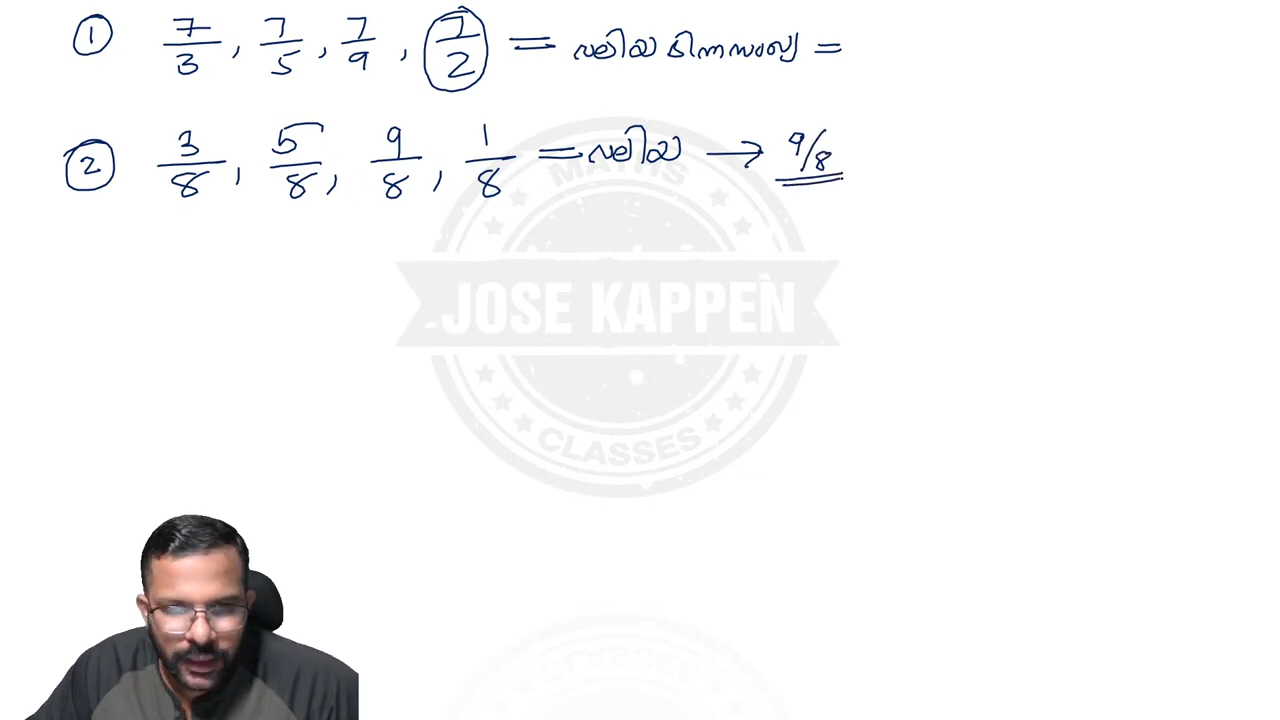 ① 7/3, 7/5, 7/9, 7/2 = വലിയ ഭിന്നസംഖ്യ =
② 3/8, 5/8, 9/8, 1/8 = വലിയ → 9/8
MATHS
JOSE KAPPEN
CLASSES